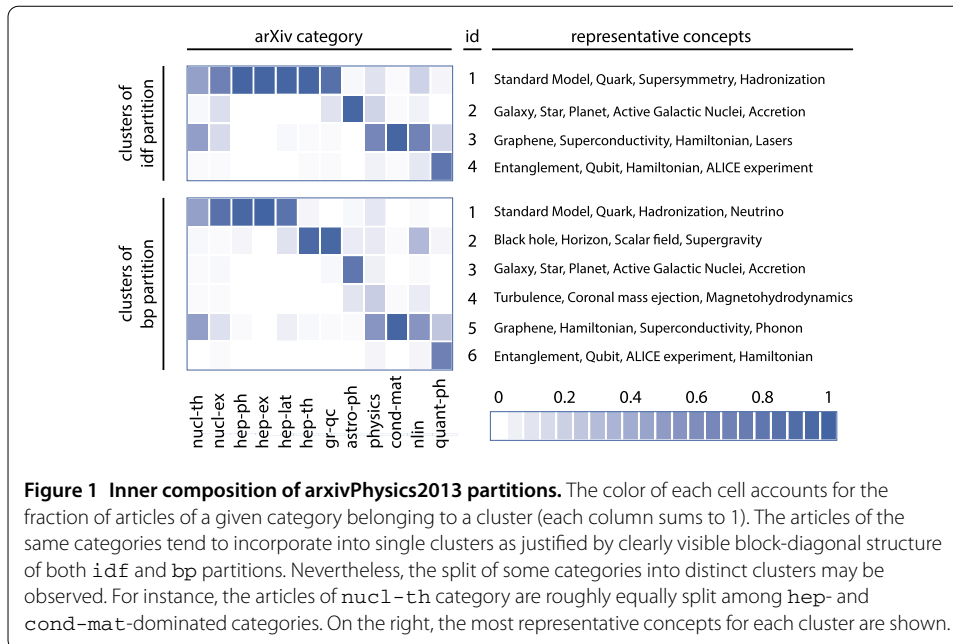 arXiv category id representative concepts
clusters of
idf partition
1 Standard Model, Quark, Supersymmetry, Hadronization
2 Galaxy, Star, Planet, Active Galactic Nuclei, Accretion
3 Graphene, Superconductivity, Hamiltonian, Lasers
4 Entanglement, Qubit, Hamiltonian, ALICE experiment
clusters of
bp partition
1 Standard Model, Quark, Hadronization, Neutrino
2 Black hole, Horizon, Scalar field, Supergravity
3 Galaxy, Star, Planet, Active Galactic Nuclei, Accretion
4 Turbulence, Coronal mass ejection, Magnetohydrodynamics
5 Graphene, Hamiltonian, Superconductivity, Phonon
6 Entanglement, Qubit, ALICE experiment, Hamiltonian
nucl-th
nucl-ex
hep-ph
hep-ex
hep-lat
hep-th
gr-qc
astro-ph
physics
cond-mat
nlin
quant-ph
0 0.2 0.4 0.6 0.8 1
Figure 1 Inner composition of arxivPhysics2013 partitions. The color of each cell accounts for the
fraction of articles of a given category belonging to a cluster (each column sums to 1). The articles of the
same categories tend to incorporate into single clusters as justified by clearly visible block-diagonal structure
of both idf and bp partitions. Nevertheless, the split of some categories into distinct clusters may be
observed. For instance, the articles of nucl-th category are roughly equally split among hep- and
cond-mat-dominated categories. On the right, the most representative concepts for each cluster are shown.